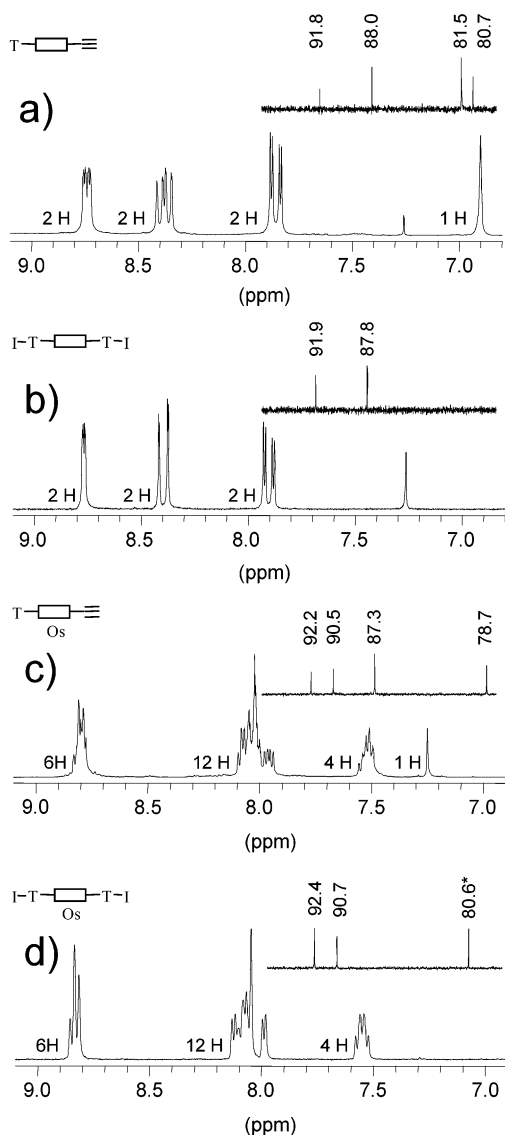 91.8 88.0 81.5 80.7
T
a)
2 H 2 H 2 H 1 H
9.0 8.5 8.0 7.5 7.0
(ppm)
91.9 87.8
I-T T-I
b)
2 H 2 H 2 H
9.0 8.5 8.0 7.5 7.0
(ppm)
92.2 90.5 87.3 78.7
T
Os
c)
6H 12 H 4 H 1 H
9.0 8.5 8.0 7.5 7.0
(ppm)
92.4 90.7 80.6*
I-T T-I
Os
d)
6H 12 H 4 H
9.0 8.5 8.0 7.5 7.0
(ppm)